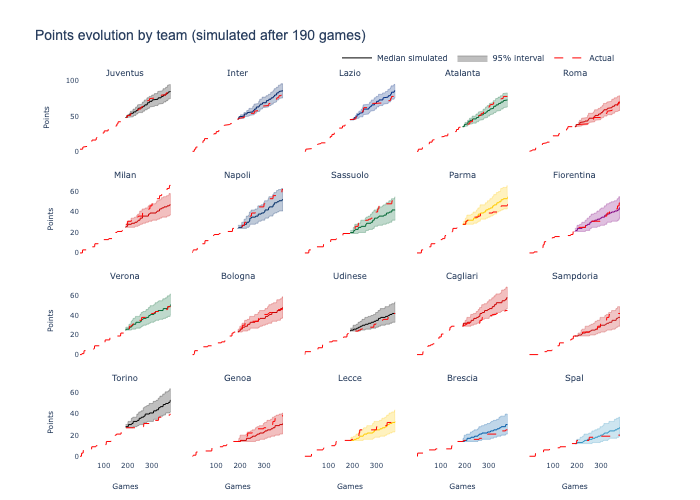 Points evolution by team (simulated after 190 games)
Median simulated 95% interval Actual
Juventus Inter Lazio Atalanta Roma
100
50
0
Points
Milan Napoli Sassuolo Parma Fiorentina
60
40
20
0
Points
Verona Bologna Udinese Cagliari Sampdoria
60
40
20
0
Points
Torino Genoa Lecce Brescia Spal
60
40
20
0
Points
100 200 300 100 200 300 100 200 300 100 200 300 100 200 300
Games Games Games Games Games